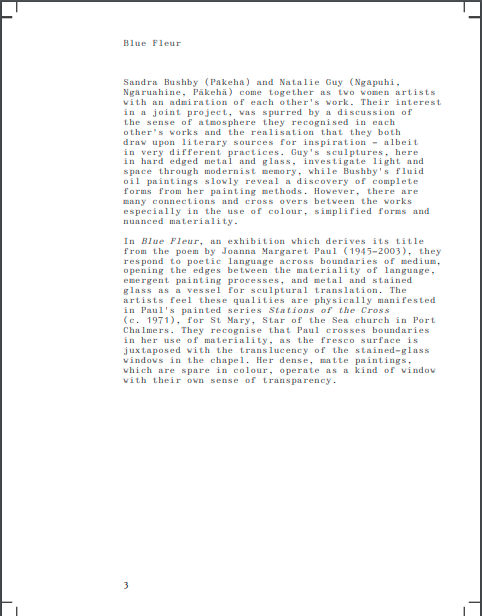 Blue Fleur
Sandra Bushby (Pākehā) and Natalie Guy (Ngāpuhi,
Ngāruahine, Pākehā) come together as two women artists
with an admiration of each other's work. Their interest
in a joint project, was spurred by a discussion of
the sense of atmosphere they recognised in each
other's works and the realisation that they both
draw upon literary sources for inspiration – albeit
in very different practices. Guy's sculptures, here
in hard edged metal and glass, investigate light and
space through modernist memory, while Bushby's fluid
oil paintings slowly reveal a discovery of complete
forms from her painting methods. However, there are
many connections and cross overs between the works
especially in the use of colour, simplified forms and
nuanced materiality.
In Blue Fleur, an exhibition which derives its title
from the poem by Joanna Margaret Paul (1945–2003), they
respond to poetic language across boundaries of medium,
opening the edges between the materiality of language,
emergent painting processes, and metal and stained
glass as a vessel for sculptural translation. The
artists feel these qualities are physically manifested
in Paul's painted series Stations of the Cross
(c. 1971), for St Mary, Star of the Sea church in Port
Chalmers. They recognise that Paul crosses boundaries
in her use of materiality, as the fresco surface is
juxtaposed with the translucency of the stained-glass
windows in the chapel. Her dense, matte paintings,
which are spare in colour, operate as a kind of window
with their own sense of transparency.
3